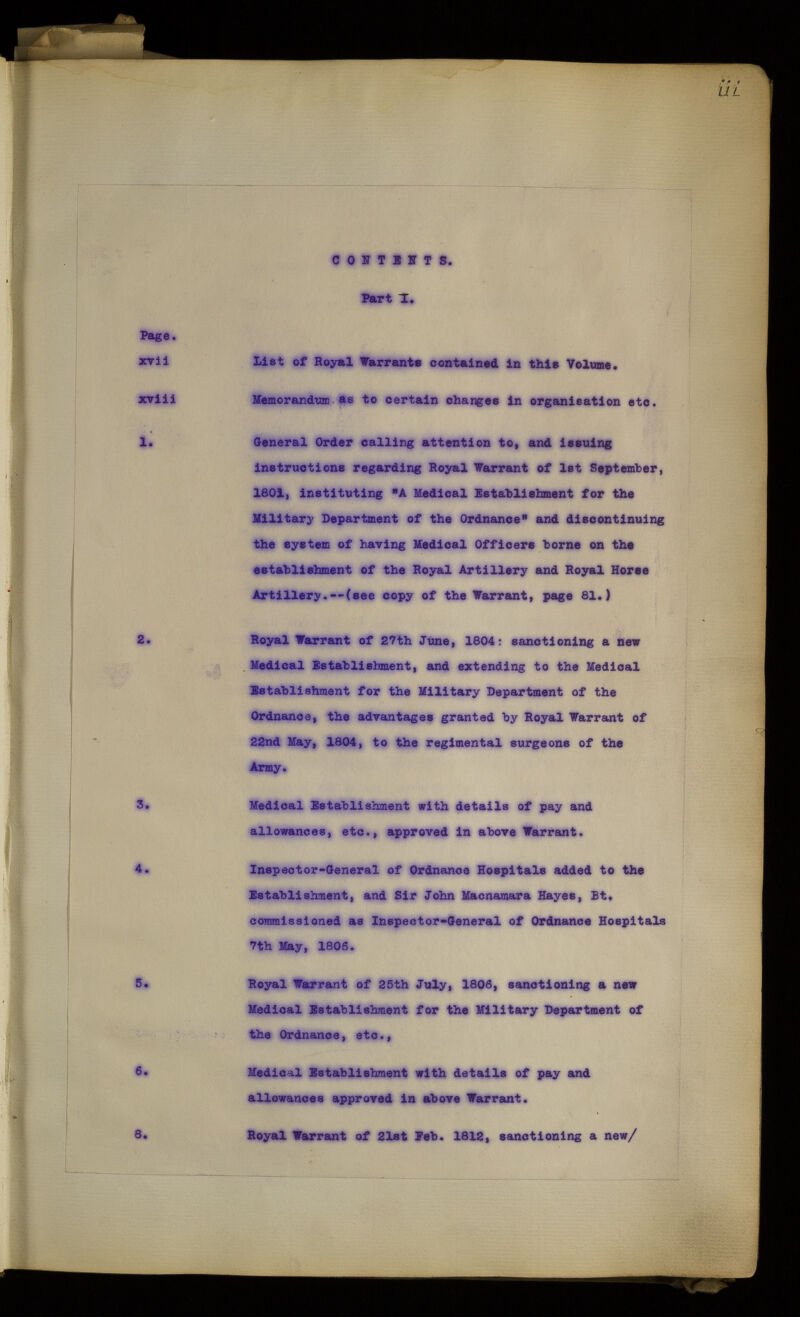 iii
CONTENTS.
Part I.
Page.
xvii List of Royal Warrants contained in this Volume.
xviii Memorandum as to certain changes in organisation etc.
1. General Order calling attention to, and issuing
instructions regarding Royal Warrant of 1st September,
1801, instituting "A Medical Establishment for the
Military Department of the Ordnance" and discontinuing
the system of having Medical Officers borne on the
establishment of the Royal Artillery and Royal Horse
Artillery.--(see copy of the Warrant, page 81.)
2. Royal Warrant of 27th June, 1804: sanctioning a new
Medical Establishment, and extending to the Medical
Establishment for the Military Department of the
Ordnance, the advantages granted by Royal Warrant of
22nd May, 1804, to the regimental surgeons of the
Army.
3. Medical Establishment with details of pay and
allowances, etc., approved in above Warrant.
4. Inspector-General of Ordnance Hospitals added to the
Establishment, and Sir John Macnamara Hayes, Bt.
commissioned as Inspector-General of Ordnance Hospitals
7th May, 1806.
5. Royal Warrant of 25th July, 1806, sanctioning a new
Medical Establishment for the Military Department of
the Ordnance, etc.,
6. Medical Establishment with details of pay and
allowances approved in above Warrant.
8. Royal Warrant of 21st Feb. 1812, sanctioning a new/